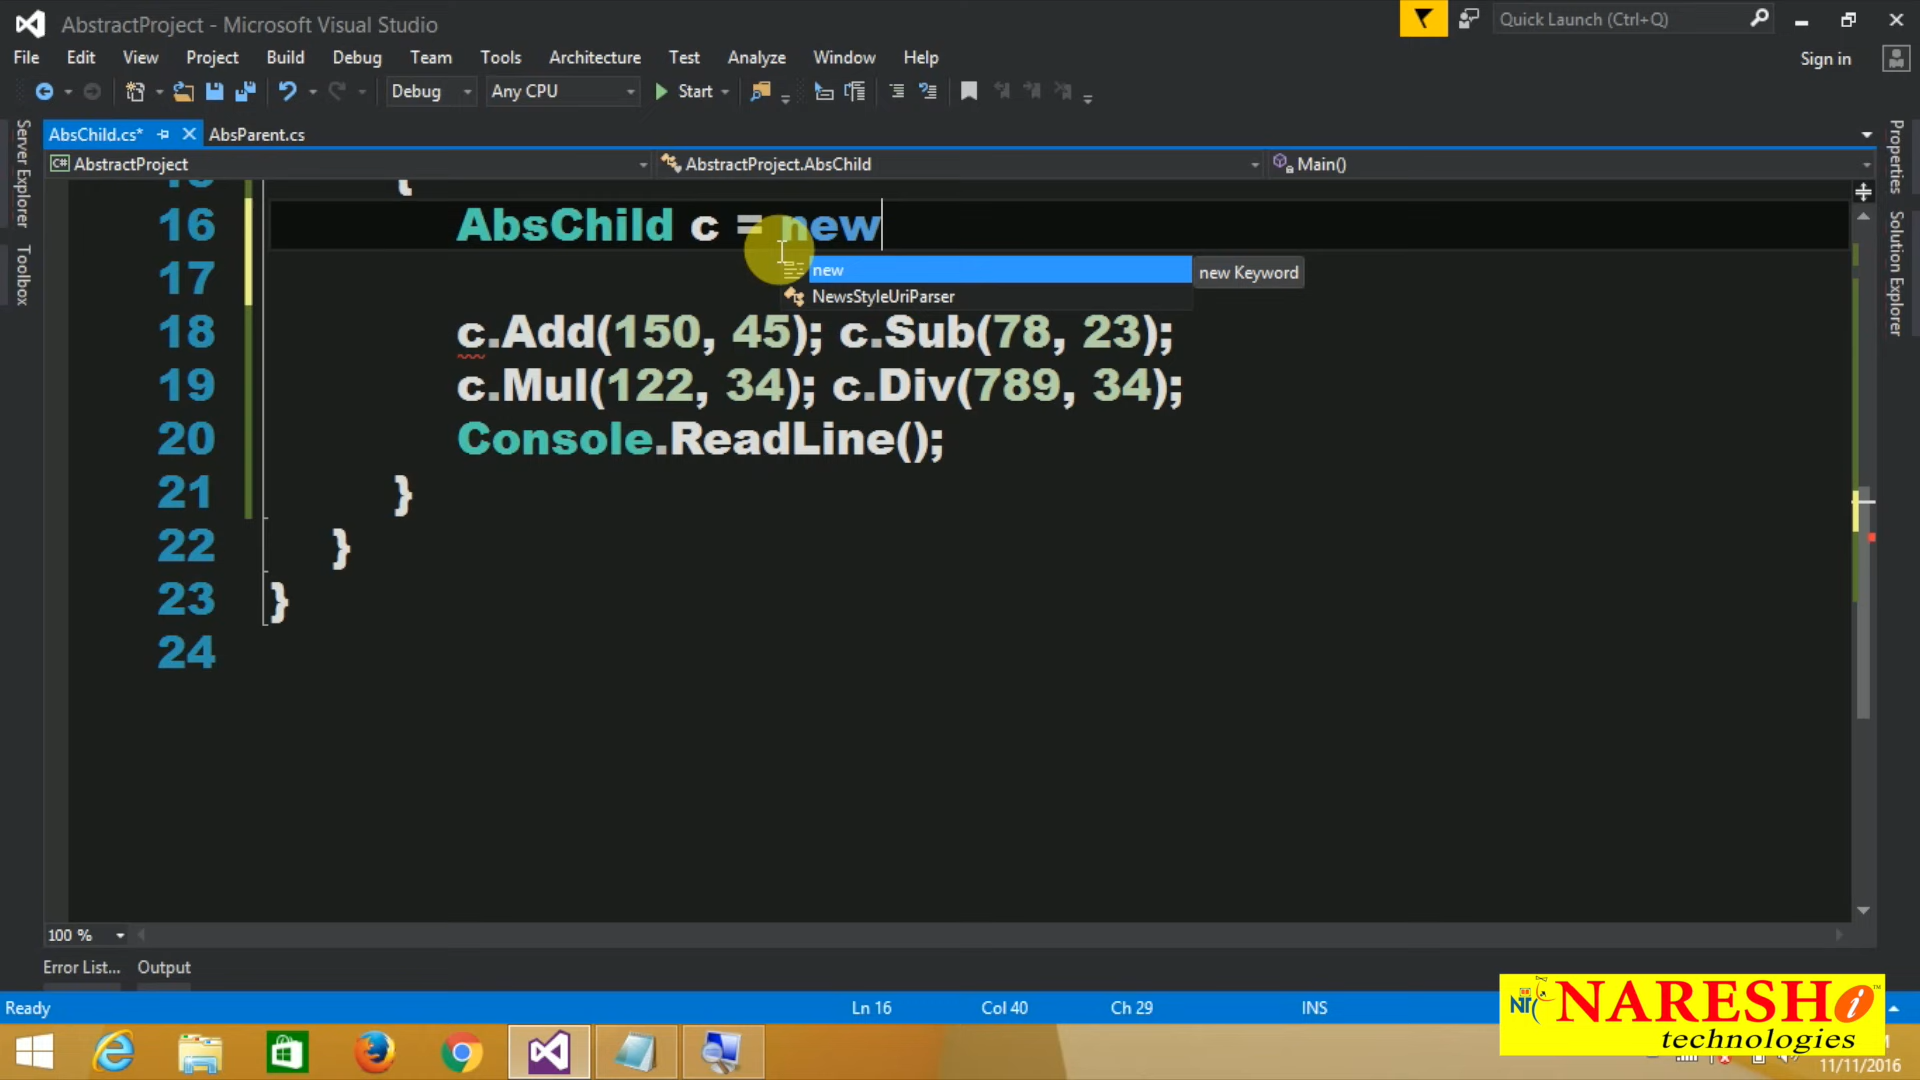 AbstractProject - Microsoft Visual Studio
Quick Launch (Ctrl+Q)
File Edit View Project Build Debug Team Tools Architecture Test Analyze Window Help
Sign in
Debug Any CPU Start
AbsChild.cs* AbsParent.cs
C# AbstractProject AbstractProject.AbsChild Main()
Server Explorer
Toolbox
Properties
Solution Explorer
{
16 AbsChild c = new
new new Keyword
17
NewsStyleUriParser
18 c.Add(150, 45); c.Sub(78, 23);
19 c.Mul(122, 34); c.Div(789, 34);
20 Console.ReadLine();
21 }
22 }
23 }
24
100 %
Error List... Output
Ready Ln 16 Col 40 Ch 29 INS
NARESH i
technologies
11/11/2016